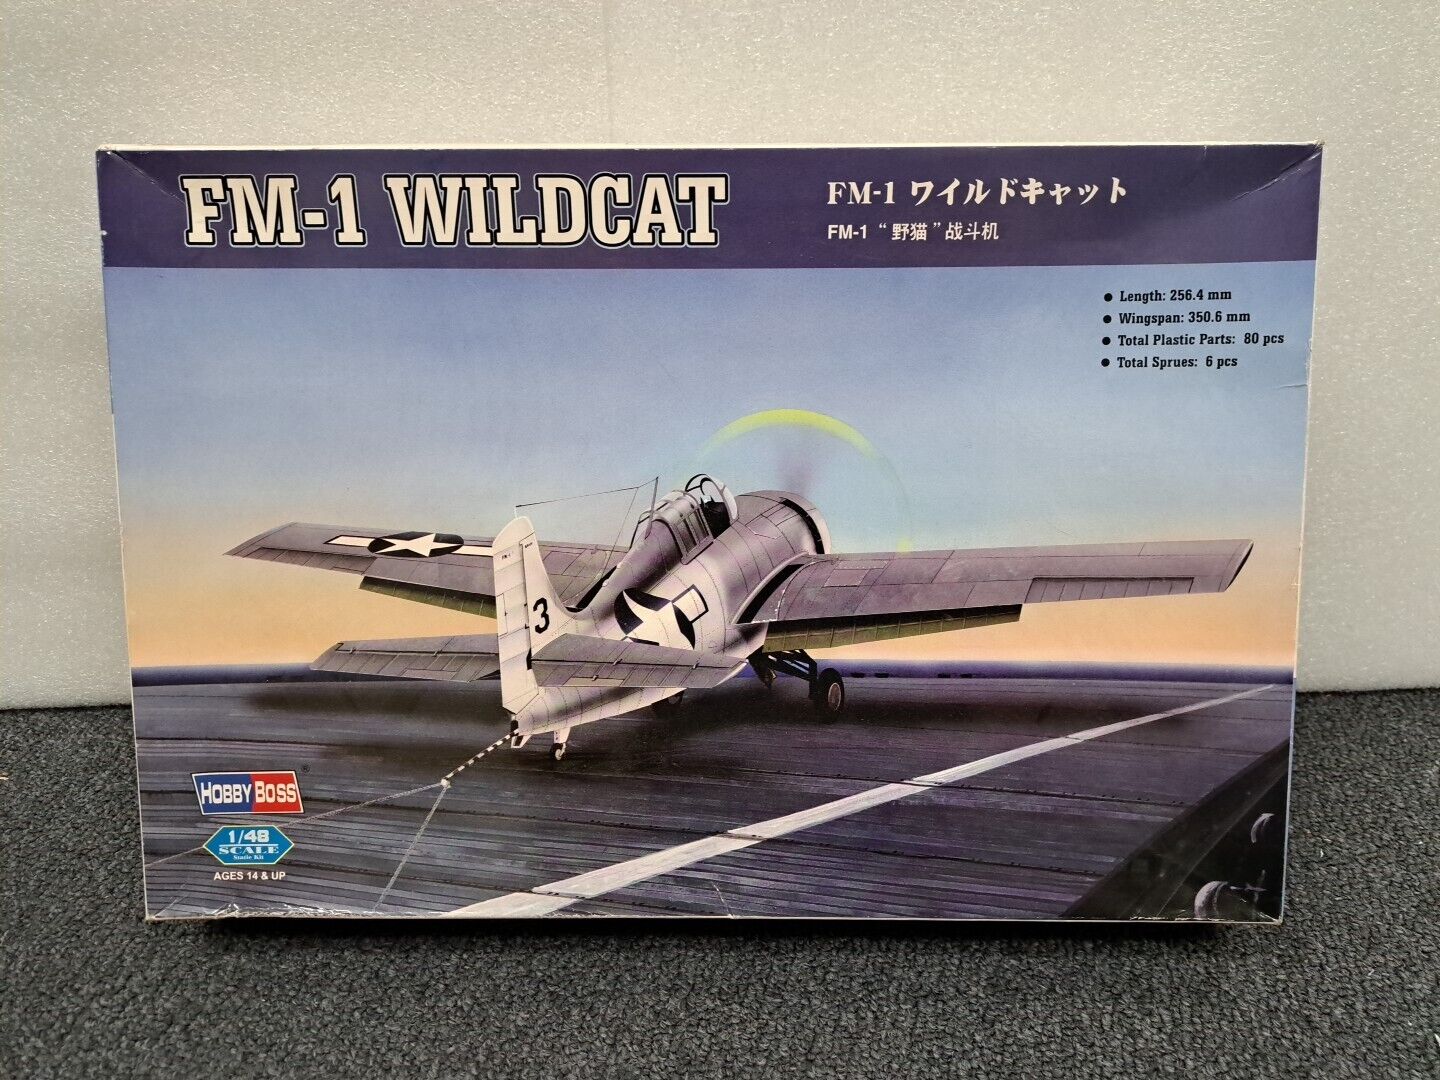 FM-1 WILDCAT
FM-1 ワイルドキャット
FM-1 “野猫”战斗机
● Length: 256.4 mm
● Wingspan: 350.6 mm
● Total Plastic Parts: 80 pcs
● Total Sprues: 6 pcs
3
HOBBY BOSS ®
1/48
SCALE
Static Kit
AGES 14 & UP